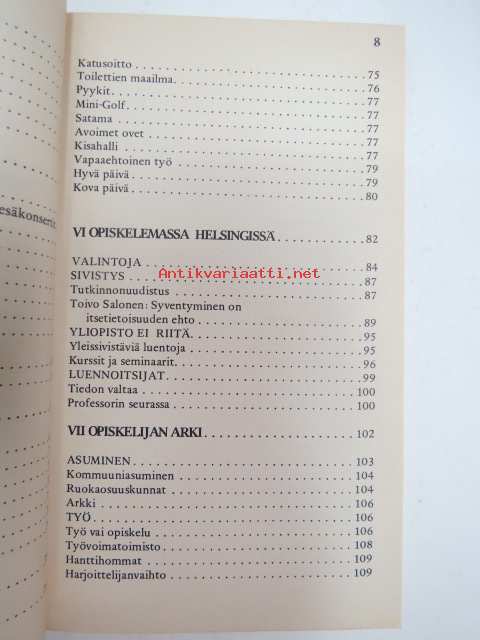 8
Katusoitto 75
Toilettien maailma 76
Pyykit 77
Mini-Golf 77
Satama 77
Avoimet ovet 77
Kisahalli 77
Vapaaehtoinen työ 79
Hyvä päivä 79
Kova päivä 80
VI OPISKELEMASSA HELSINGISSÄ 82
VALINTOJA 84
SIVISTYS 87
Tutkinnonuudistus 87
Toivo Salonen: Syventyminen on
itsetietoisuuden ehto 89
YLIOPISTO EI RIITÄ 95
Yleissivistäviä luentoja 95
Kurssit ja seminaarit 96
LUENNOITSIJAT 99
Tiedon valtaa 100
Professorin seurassa 100
VII OPISKELIJAN ARKI 102
ASUMINEN 103
Kommuuniasuminen 104
Ruokaosuuskunnat 104
Arkki 106
TYÖ 106
Työ vai opiskelu 106
Työvoimatoimisto 108
Hanttihommat 109
Harjoittelijanvaihto 109
Antikvariaatti.net